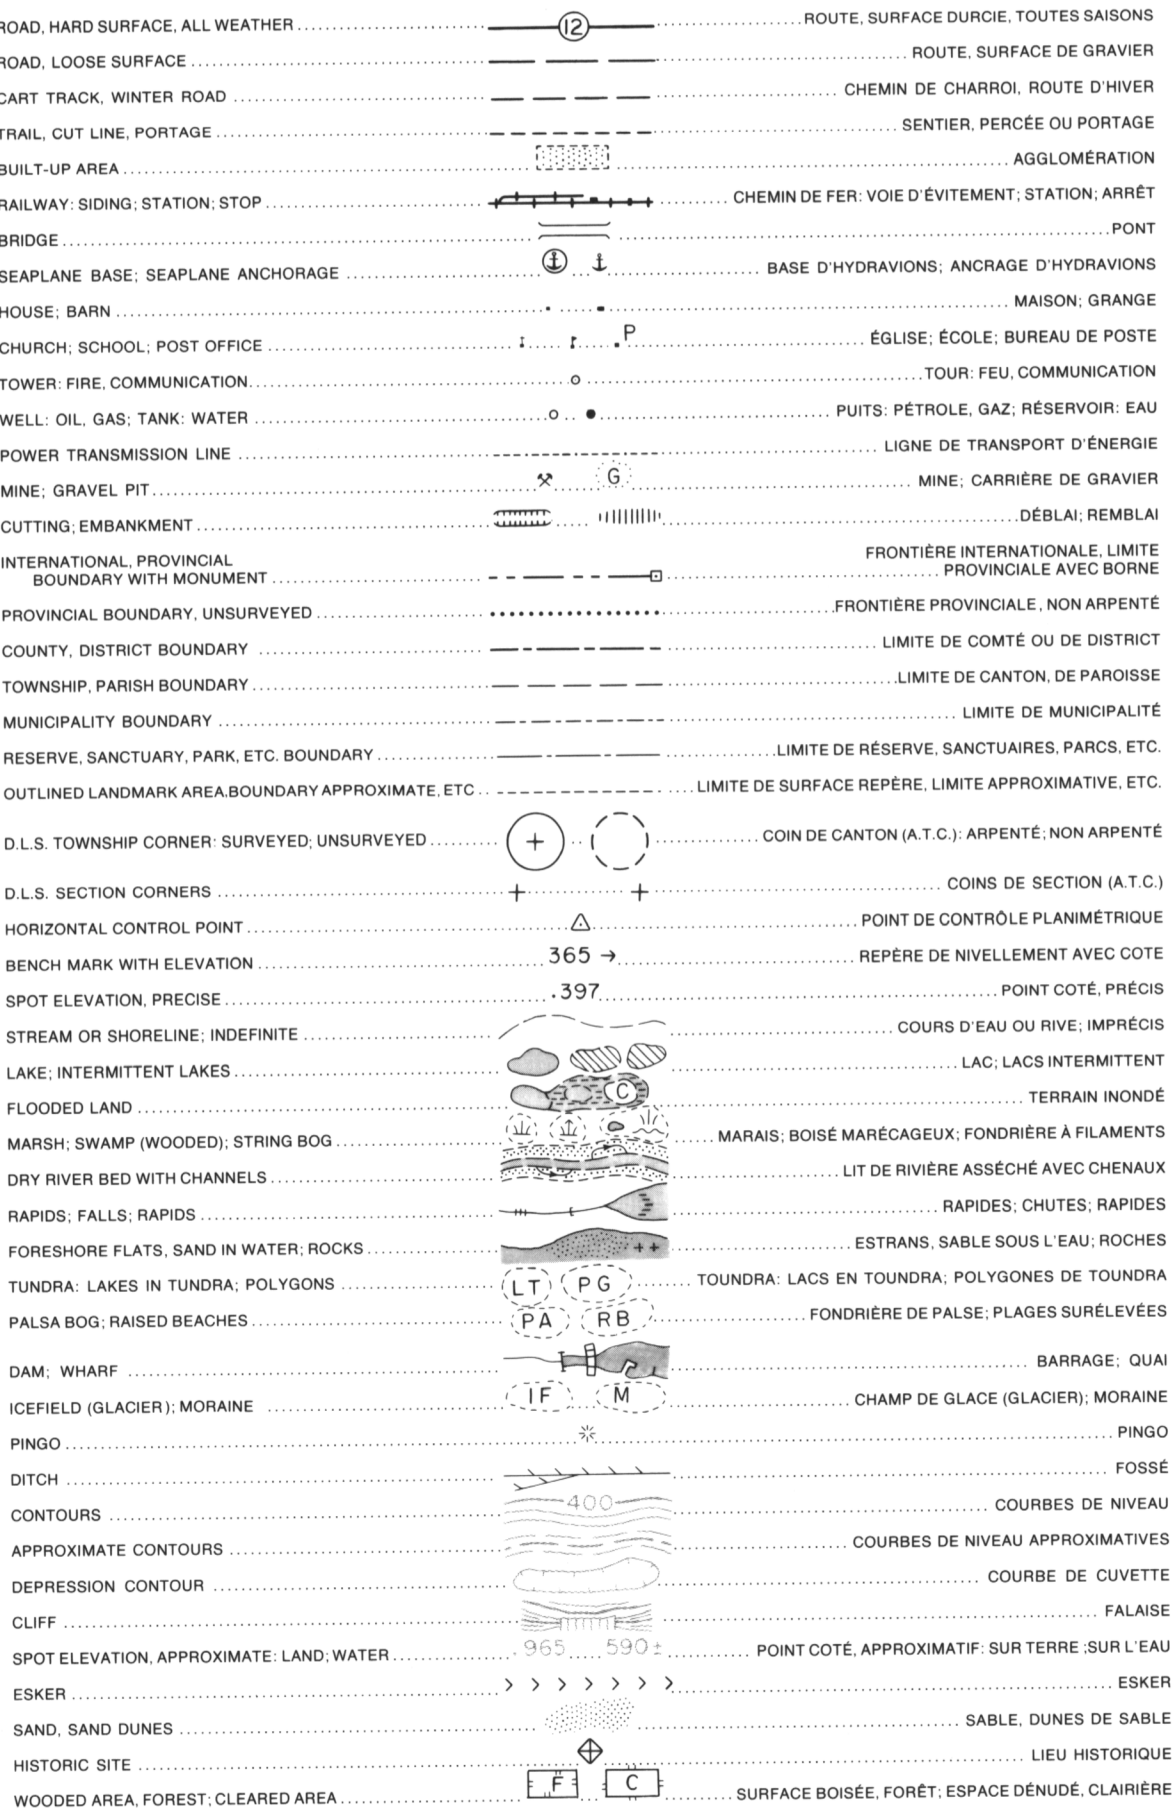 ROAD, HARD SURFACE, ALL WEATHER 12 ROUTE, SURFACE DURCIE, TOUTES SAISONS
ROAD, LOOSE SURFACE ROUTE, SURFACE DE GRAVIER
CART TRACK, WINTER ROAD CHEMIN DE CHARROI, ROUTE D'HIVER
TRAIL, CUT LINE, PORTAGE SENTIER, PERCÉE OU PORTAGE
BUILT-UP AREA AGGLOMÉRATION
RAILWAY: SIDING; STATION; STOP CHEMIN DE FER: VOIE D'ÉVITEMENT; STATION; ARRÊT
BRIDGE PONT
SEAPLANE BASE; SEAPLANE ANCHORAGE BASE D'HYDRAVIONS; ANCRAGE D'HYDRAVIONS
HOUSE; BARN MAISON; GRANGE
CHURCH; SCHOOL; POST OFFICE P ÉGLISE; ÉCOLE; BUREAU DE POSTE
TOWER: FIRE, COMMUNICATION TOUR: FEU, COMMUNICATION
WELL: OIL, GAS; TANK: WATER PUITS: PÉTROLE, GAZ; RÉSERVOIR: EAU
POWER TRANSMISSION LINE LIGNE DE TRANSPORT D'ÉNERGIE
MINE; GRAVEL PIT G MINE; CARRIÈRE DE GRAVIER
CUTTING; EMBANKMENT DÉBLAI; REMBLAI
INTERNATIONAL, PROVINCIAL FRONTIÈRE INTERNATIONALE, LIMITE
BOUNDARY WITH MONUMENT PROVINCIALE AVEC BORNE
PROVINCIAL BOUNDARY, UNSURVEYED FRONTIÈRE PROVINCIALE, NON ARPENTÉ
COUNTY, DISTRICT BOUNDARY LIMITE DE COMTÉ OU DE DISTRICT
TOWNSHIP, PARISH BOUNDARY LIMITE DE CANTON, DE PAROISSE
MUNICIPALITY BOUNDARY LIMITE DE MUNICIPALITÉ
RESERVE, SANCTUARY, PARK, ETC. BOUNDARY LIMITE DE RÉSERVE, SANCTUAIRES, PARCS, ETC.
OUTLINED LANDMARK AREA.BOUNDARY APPROXIMATE, ETC LIMITE DE SURFACE REPÈRE, LIMITE APPROXIMATIVE, ETC.
D.L.S. TOWNSHIP CORNER: SURVEYED; UNSURVEYED COIN DE CANTON (A.T.C.): ARPENTÉ; NON ARPENTÉ
D.L.S. SECTION CORNERS COINS DE SECTION (A.T.C.)
HORIZONTAL CONTROL POINT POINT DE CONTRÔLE PLANIMÉTRIQUE
BENCH MARK WITH ELEVATION 365 → REPÈRE DE NIVELLEMENT AVEC COTE
SPOT ELEVATION, PRECISE .397 POINT COTÉ, PRÉCIS
STREAM OR SHORELINE; INDEFINITE COURS D'EAU OU RIVE; IMPRÉCIS
LAKE; INTERMITTENT LAKES LAC; LACS INTERMITTENT
FLOODED LAND C TERRAIN INONDÉ
MARSH; SWAMP (WOODED); STRING BOG MARAIS; BOISÉ MARÉCAGEUX; FONDRIÈRE À FILAMENTS
DRY RIVER BED WITH CHANNELS LIT DE RIVIÈRE ASSÉCHÉ AVEC CHENAUX
RAPIDS; FALLS; RAPIDS RAPIDES; CHUTES; RAPIDES
FORESHORE FLATS, SAND IN WATER; ROCKS ESTRANS, SABLE SOUS L'EAU; ROCHES
TUNDRA: LAKES IN TUNDRA; POLYGONS LT PG TOUNDRA: LACS EN TOUNDRA; POLYGONES DE TOUNDRA
PALSA BOG; RAISED BEACHES PA RB FONDRIÈRE DE PALSE; PLAGES SURÉLEVÉES
DAM; WHARF BARRAGE; QUAI
ICEFIELD (GLACIER); MORAINE IF M CHAMP DE GLACE (GLACIER); MORAINE
PINGO PINGO
DITCH FOSSÉ
CONTOURS 400 COURBES DE NIVEAU
APPROXIMATE CONTOURS COURBES DE NIVEAU APPROXIMATIVES
DEPRESSION CONTOUR COURBE DE CUVETTE
CLIFF FALAISE
SPOT ELEVATION, APPROXIMATE: LAND; WATER .965 590± POINT COTÉ, APPROXIMATIF: SUR TERRE ;SUR L'EAU
ESKER ESKER
SAND, SAND DUNES SABLE, DUNES DE SABLE
HISTORIC SITE LIEU HISTORIQUE
WOODED AREA, FOREST; CLEARED AREA F C SURFACE BOISÉE, FORÊT; ESPACE DÉNUDÉ, CLAIRIÈRE